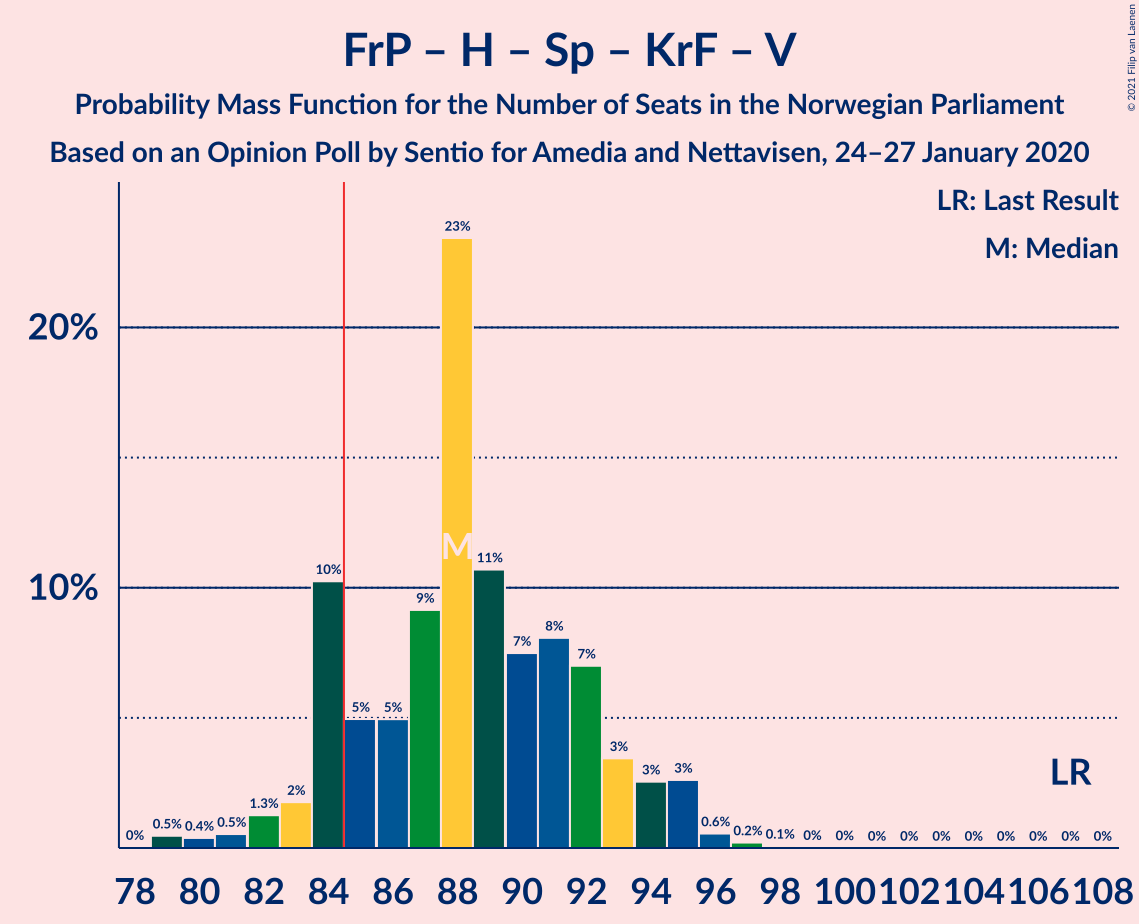 FrP – H – Sp – KrF – V
Probability Mass Function for the Number of Seats in the Norwegian Parliament
Based on an Opinion Poll by Sentio for Amedia and Nettavisen, 24–27 January 2020
© 2021 Filip van Laenen
LR: Last Result
M: Median
20%
10%
0% 0.5% 0.4% 0.5% 1.3% 2% 10% 5% 5% 9% 23% 11% 7% 8% 7% 3% 3% 3% 0.6% 0.2% 0.1% 0% 0% 0% 0% 0% 0% 0% 0% 0% 0%
M
LR
78 80 82 84 86 88 90 92 94 96 98 100 102 104 106 108